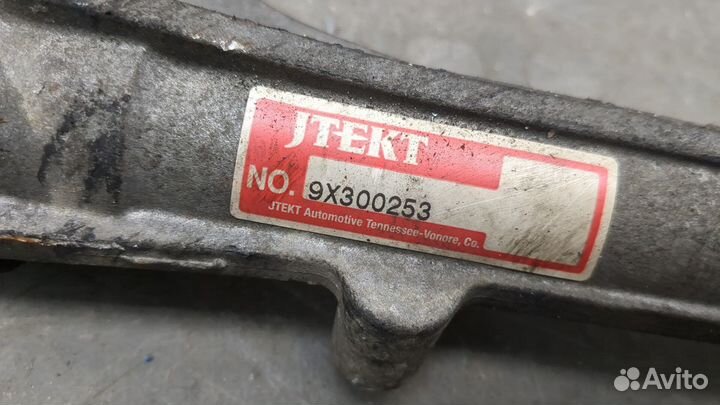 JTEKT
NO. 9X300253
JTEKT Automotive Tennessee-Vonore, Co.
Avito